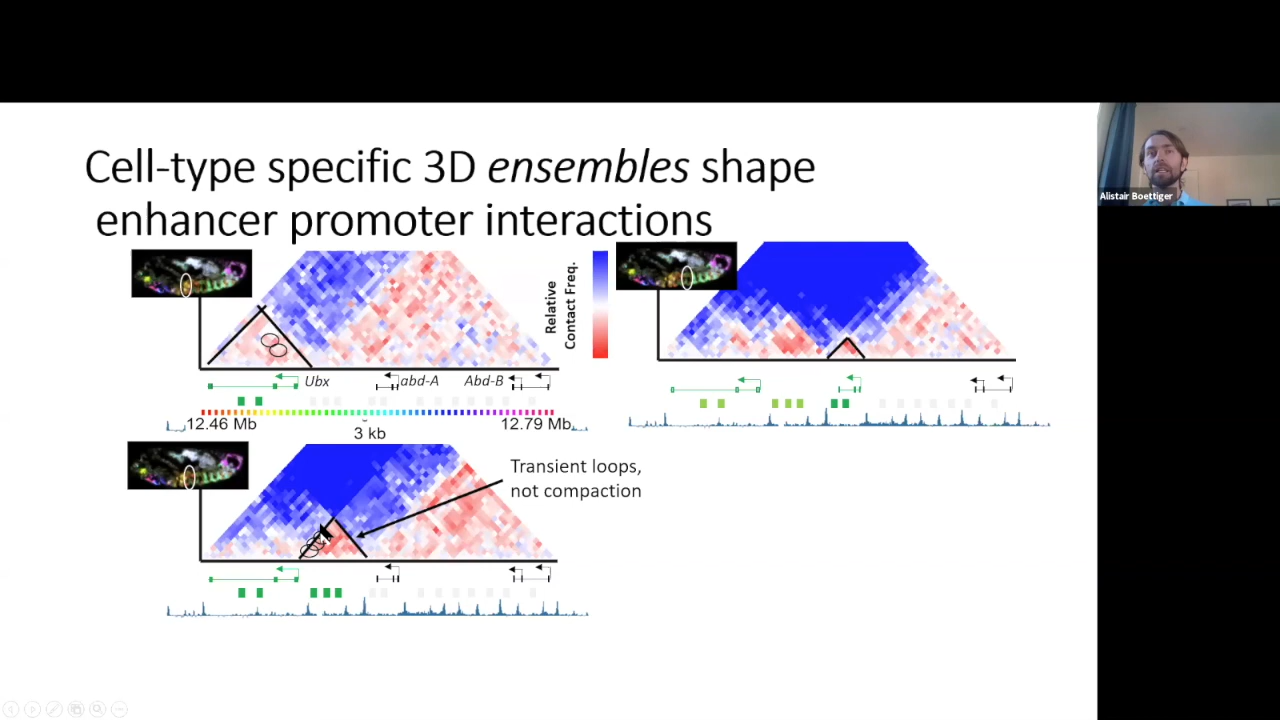 Cell-type specific 3D ensembles shape
enhancer promoter interactions
Alistair Boettiger
Relative
Contact Freq.
Ubx
abd-A
Abd-B
12.46 Mb
3 kb
12.79 Mb
Transient loops,
not compaction